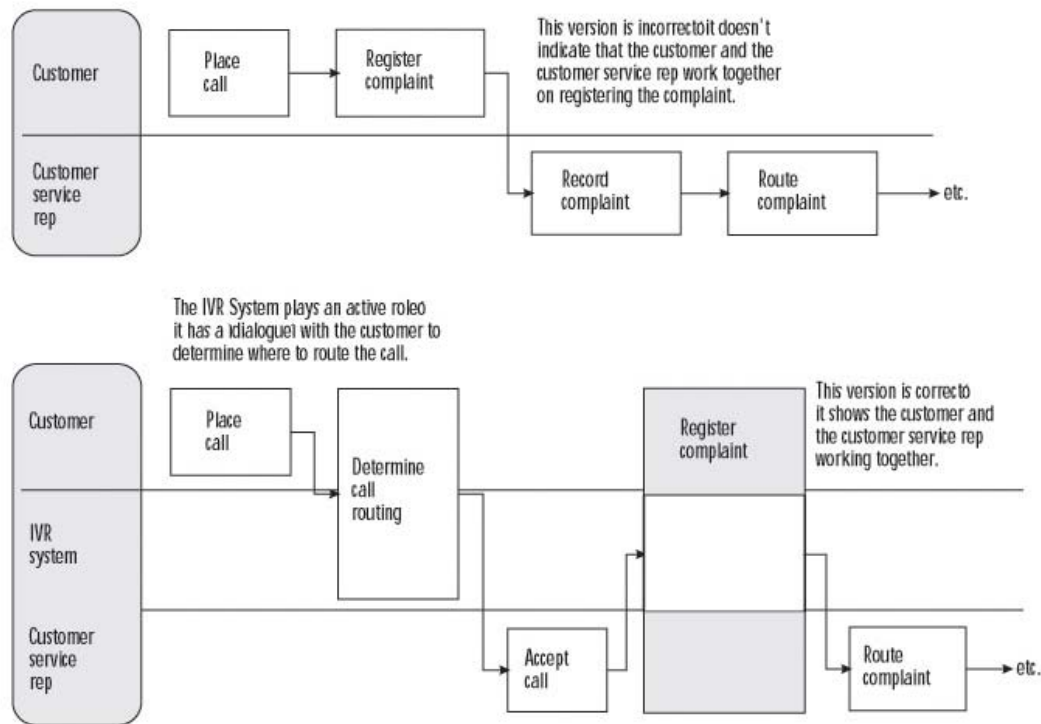 Customer
Place
call
Register
complaint
This version is incorrectoit doesn't
indicate that the customer and the
customer service rep work together
on registering the complaint.
Customer
service
rep
Record
complaint
Route
complaint
etc.
The IVR System plays an active roleo
it has a ıdialogueı with the customer to
determine where to route the call.
Customer
Place
call
Determine
call
routing
Register
complaint
This version is correcto
it shows the customer and
the customer service rep
working together.
IVR
system
Customer
service
rep
Accept
call
Route
complaint
etc.